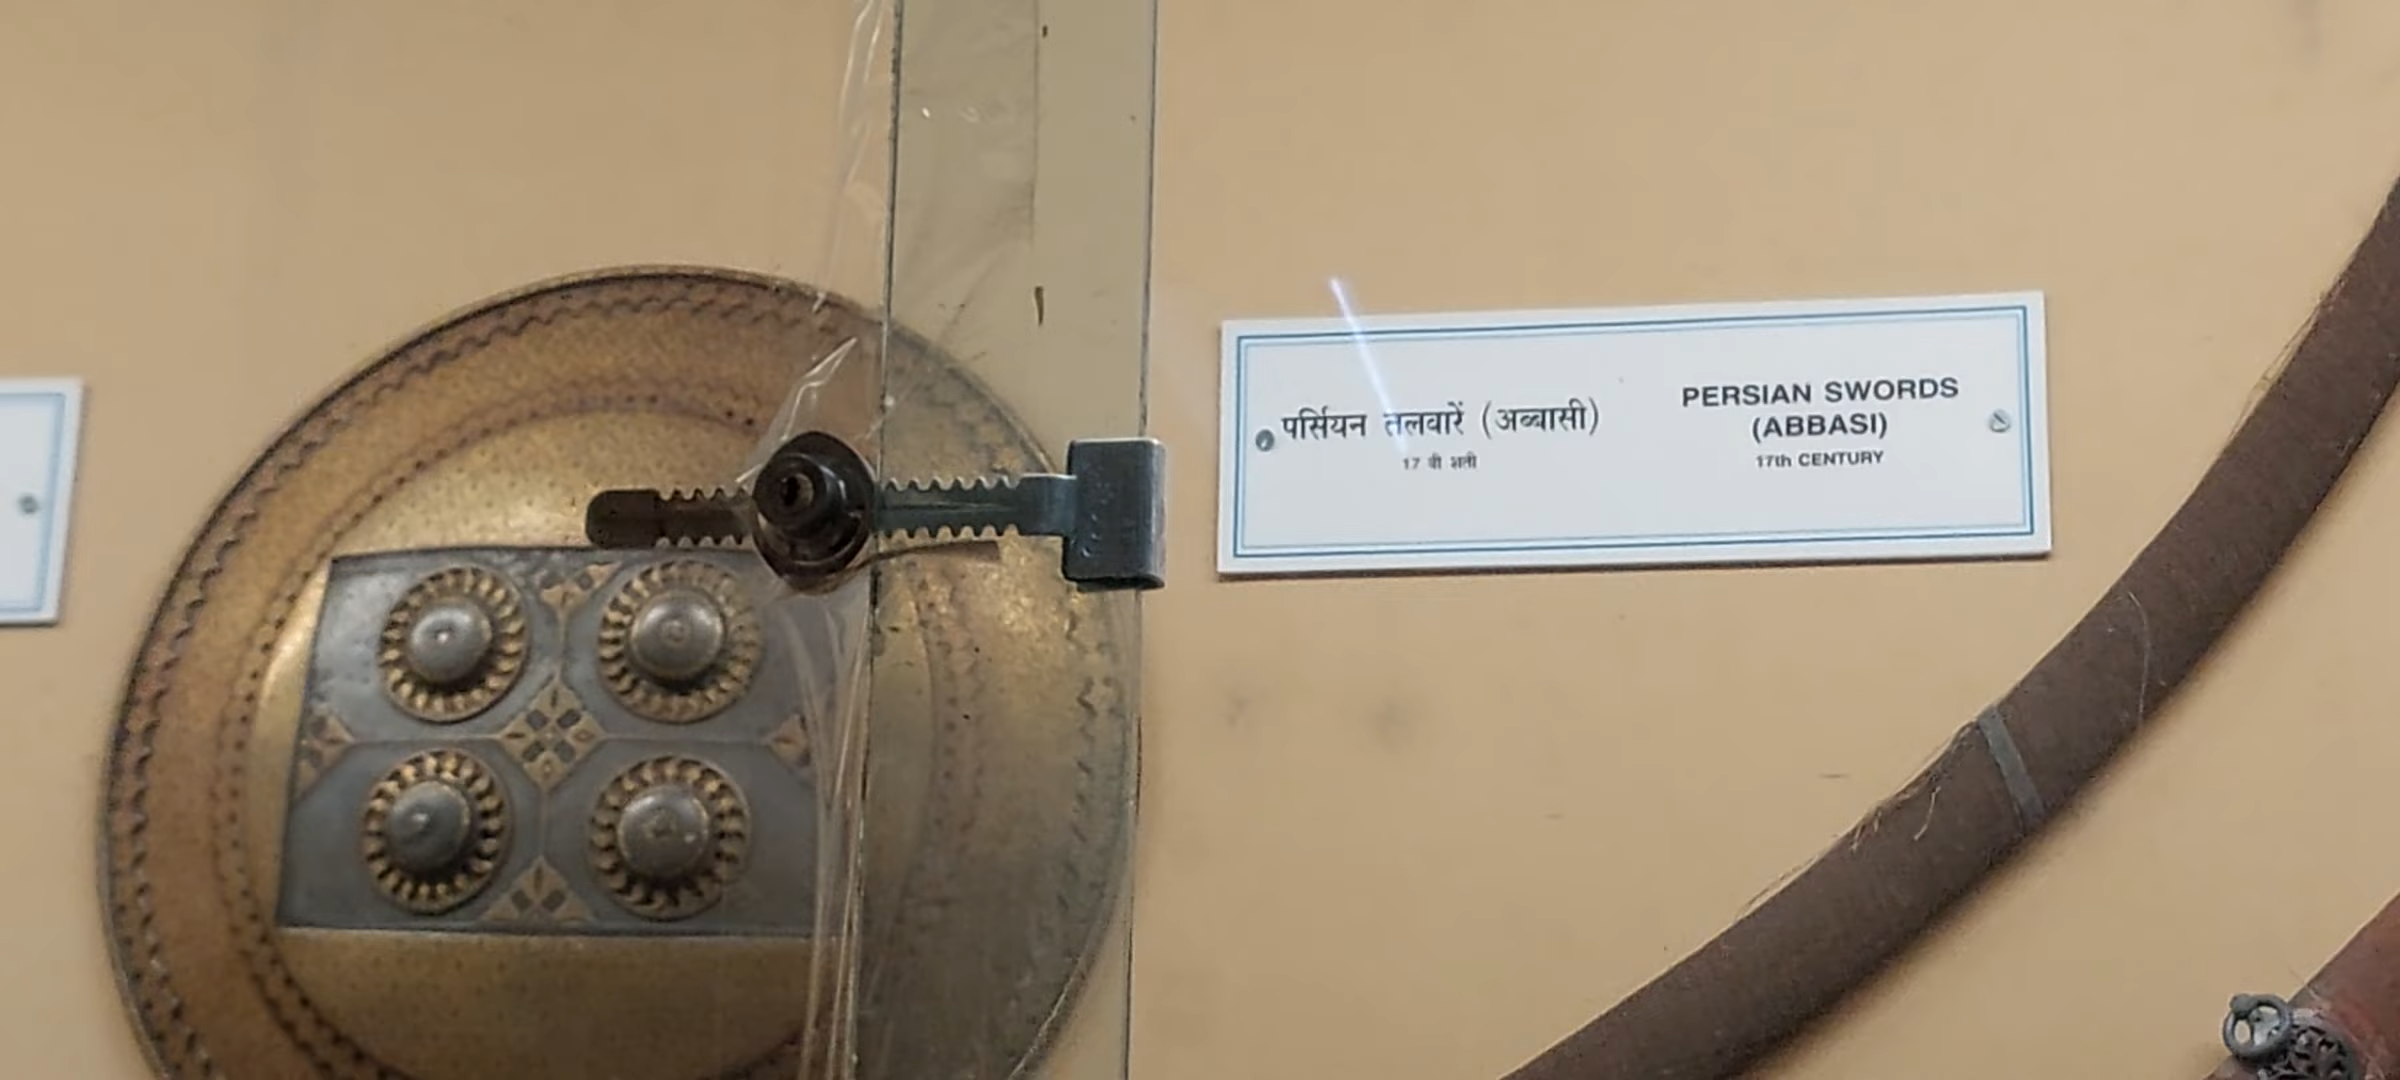 पर्सियन तलवारें (अब्बासी)
17 वी शती
PERSIAN SWORDS
(ABBASI)
17th CENTURY